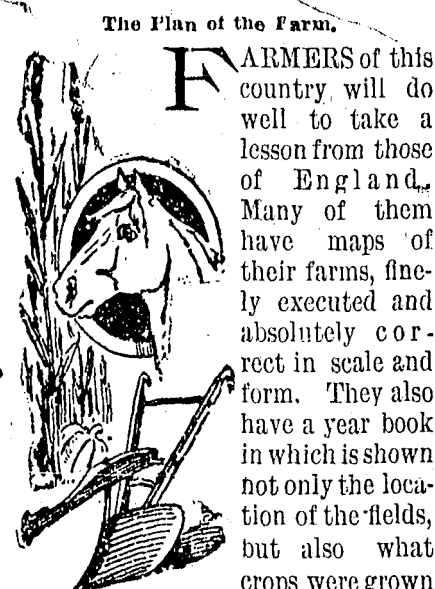 The Plan of the Farm.
FARMERS of this
country will do
well to take a
lesson from those
of England.
Many of them
have maps of
their farms, fine-
ly executed and
absolutely cor-
rect in scale and
form. They also
have a year book
in which is shown
not only the loca-
tion of the fields,
but also what
crops were grown